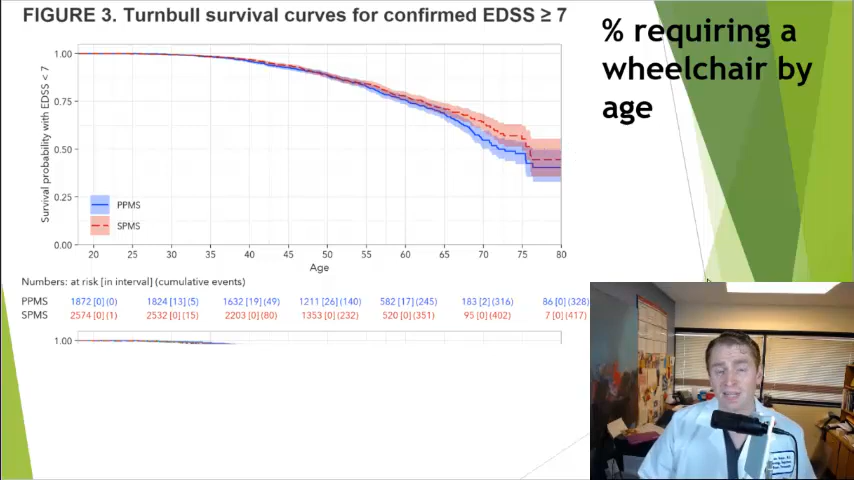 FIGURE 3. Turnbull survival curves for confirmed EDSS ≥ 7
% requiring a
wheelchair by
age
Survival probability with EDSS < 7
1.00
0.75
0.50
0.25
0.00
PPMS
SPMS
20 25 30 35 40 45 50 55 60 65 70 75 80
Age
Numbers: at risk [in interval] (cumulative events)
PPMS 1872 [0] (0) 1824 [13] (5) 1632 [19] (49) 1211 [26] (140) 582 [17] (245) 183 [2] (316) 86 [0] (328)
SPMS 2574 [0] (1) 2532 [0] (15) 2203 [0] (80) 1353 [0] (232) 520 [0] (351) 95 [0] (402) 7 [0] (417)
1.00